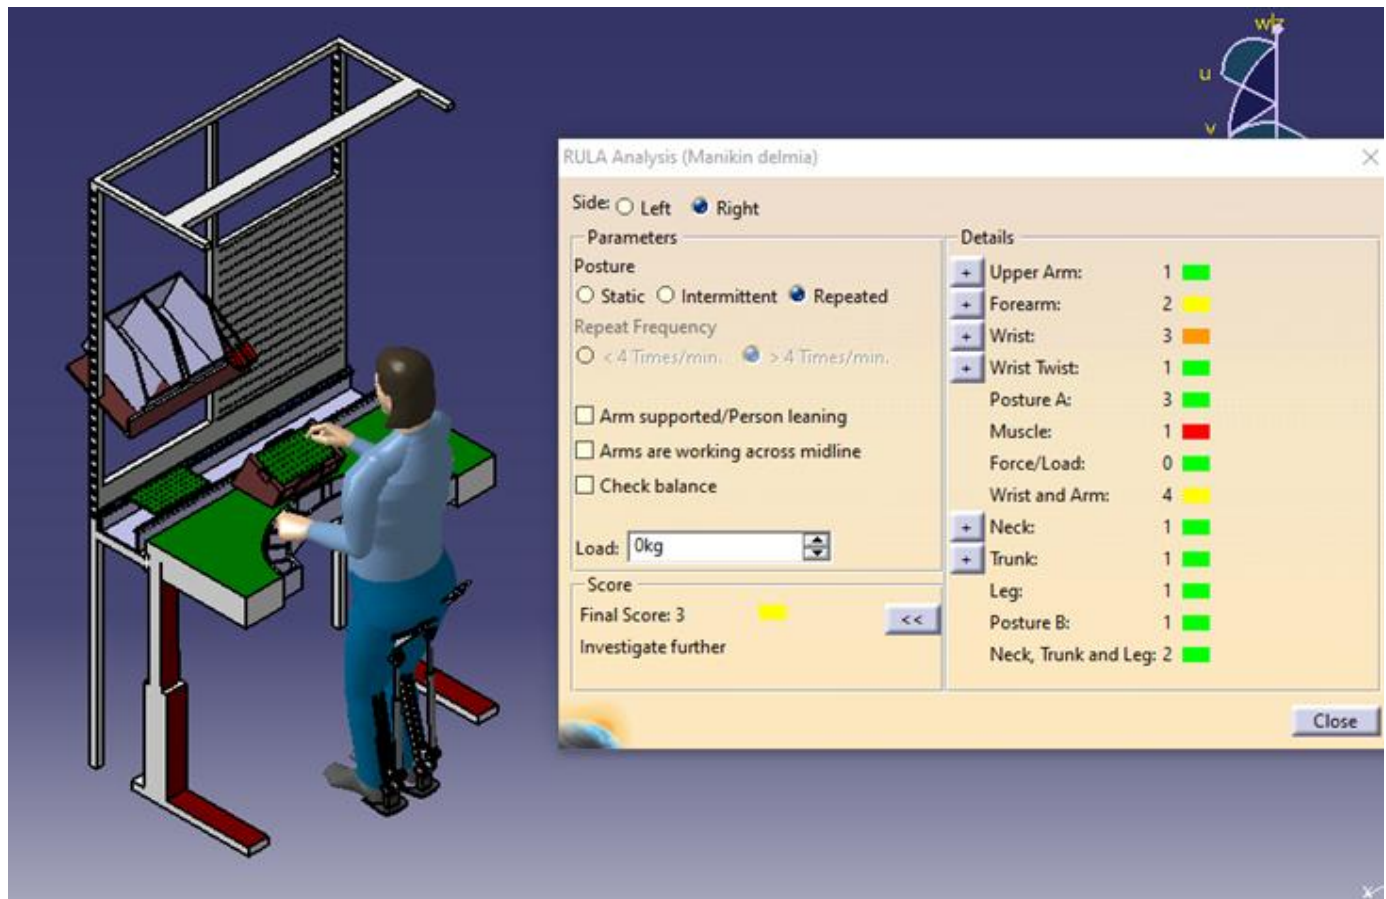 w|z
u
v
RULA Analysis (Manikin delmia)
Side: Left Right
Parameters
Posture
Static Intermittent Repeated
Repeat Frequency
< 4 Times/min. > 4 Times/min.
Arm supported/Person leaning
Arms are working across midline
Check balance
Load: 0kg
Score
Final Score: 3
<<
Investigate further
Details
+ Upper Arm: 1
+ Forearm: 2
+ Wrist: 3
+ Wrist Twist: 1
Posture A: 3
Muscle: 1
Force/Load: 0
Wrist and Arm: 4
+ Neck: 1
+ Trunk: 1
Leg: 1
Posture B: 1
Neck, Trunk and Leg: 2
Close
x